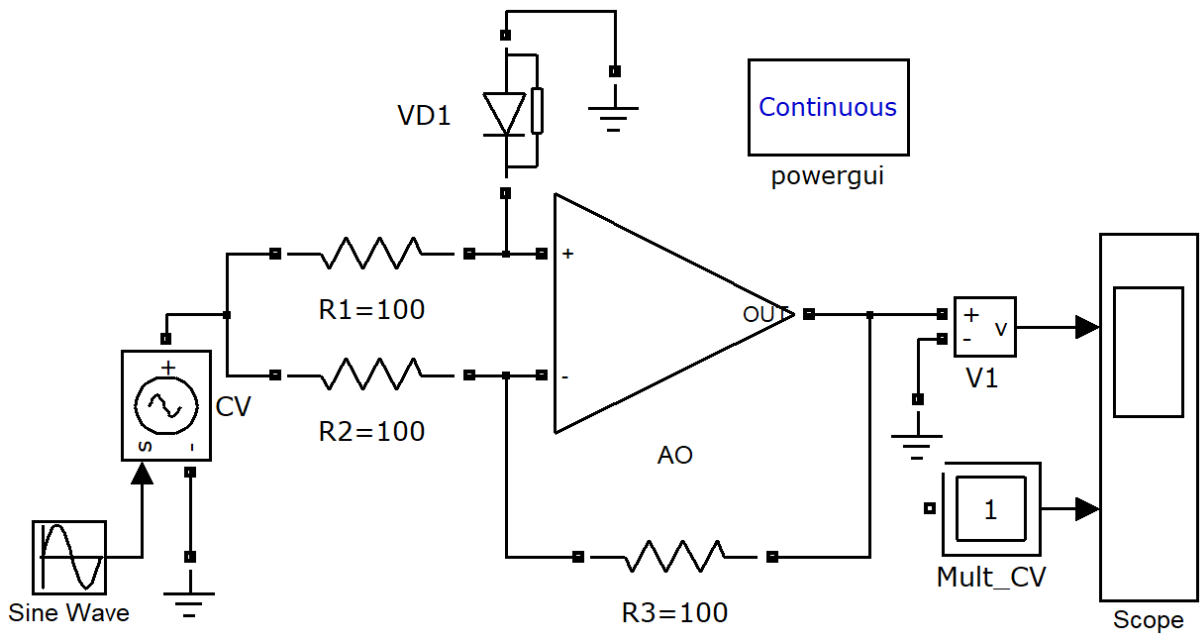 VD1
Continuous
powergui
+
R1=100
OUT
+
-
v
V1
+
CV
s
-
R2=100
-
AO
1
Mult_CV
Sine Wave
R3=100
Scope